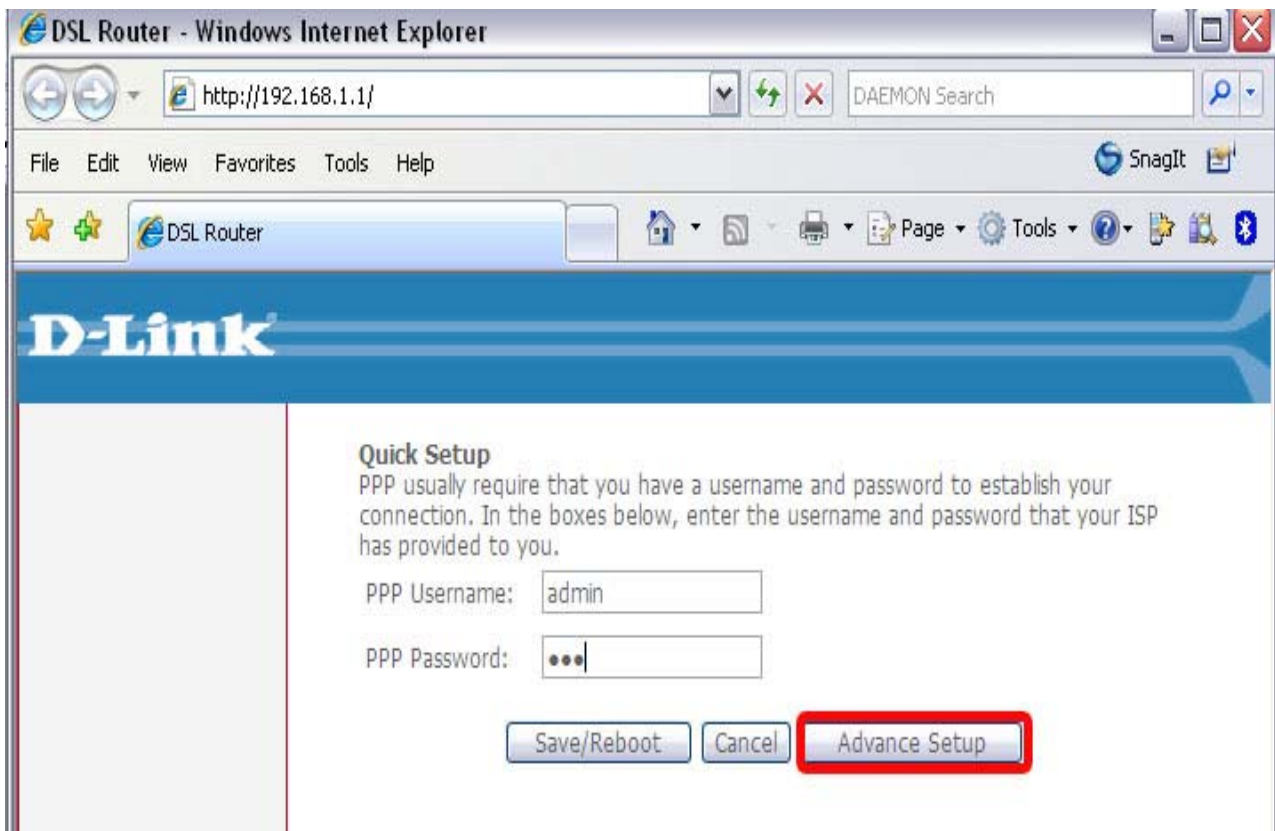 DSL Router - Windows Internet Explorer
http://192.168.1.1/
DAEMON Search
File Edit View Favorites Tools Help
SnagIt
DSL Router
Page Tools
D-Link
Quick Setup
PPP usually require that you have a username and password to establish your
connection. In the boxes below, enter the username and password that your ISP
has provided to you.
PPP Username: admin
PPP Password: •••
Save/Reboot Cancel Advance Setup